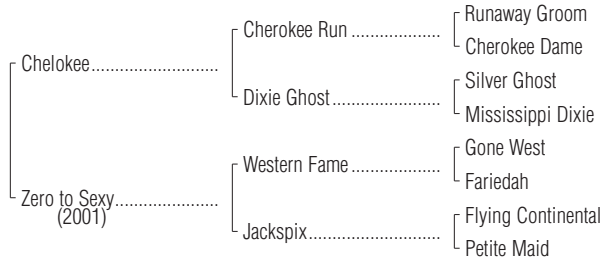 Runaway Groom
Cherokee Run ..................
Cherokee Dame
Chelokee..........................
Silver Ghost
Dixie Ghost......................
Mississippi Dixie
Gone West
Western Fame ..................
Fariedah
Zero to Sexy.....................
(2001)
Flying Continental
Jackspix...........................
Petite Maid